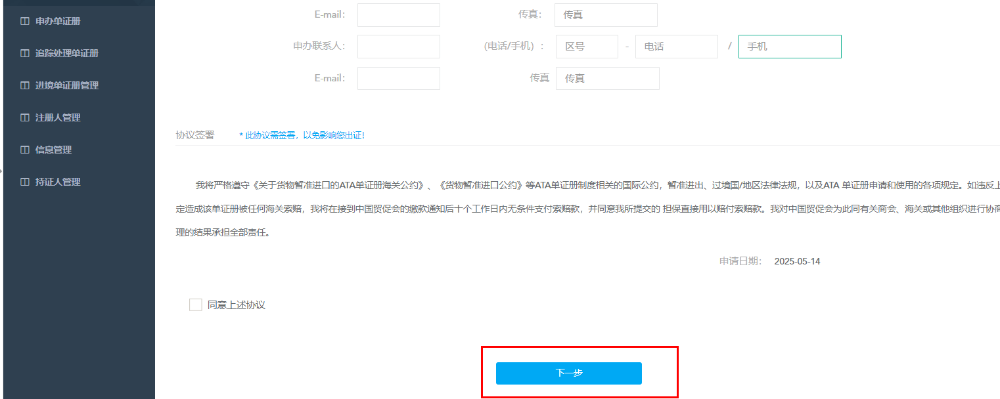 申办单证册
追踪处理单证册
进境单证册管理
注册人管理
信息管理
持证人管理
E-mail： 传真： 传真
申办联系人： (电话/手机) ： 区号 - 电话 / 手机
E-mail： 传真 传真
协议签署 * 此协议需签署，以免影响您出证！
我将严格遵守《关于货物暂准进口的ATA单证册海关公约》、《货物暂准进口公约》等ATA单证册制度相关的国际公约，暂准进出、过境国/地区法律法规，以及ATA 单证册申请和使用的各项规定。如违反上
定造成该单证册被任何海关索赔，我将在接到中国贸促会的缴款通知后十个工作日内无条件支付索赔款，并同意我所提交的 担保直接用以赔付索赔款。我对中国贸促会为此同有关商会、海关或其他组织进行协商
理的结果承担全部责任。
申请日期： 2025-05-14
同意上述协议
下一步